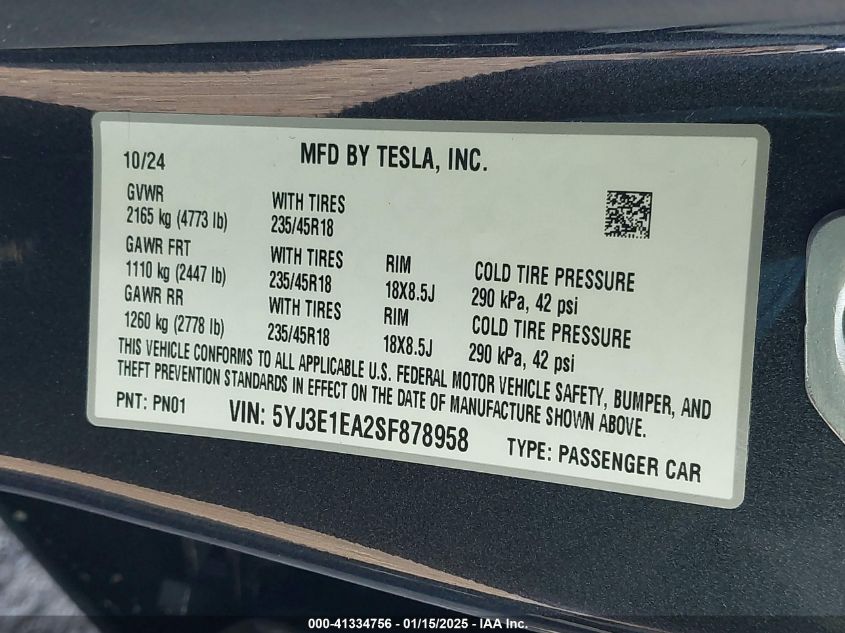 10/24 MFD BY TESLA, INC.
GVWR
2165 kg (4773 lb)
WITH TIRES
235/45R18
GAWR FRT
1110 kg (2447 lb)
WITH TIRES
235/45R18
RIM
18X8.5J
COLD TIRE PRESSURE
290 kPa, 42 psi
GAWR RR
1260 kg (2778 lb)
WITH TIRES
235/45R18
RIM
18X8.5J
COLD TIRE PRESSURE
290 kPa, 42 psi
THIS VEHICLE CONFORMS TO ALL APPLICABLE U.S. FEDERAL MOTOR VEHICLE SAFETY, BUMPER, AND
THEFT PREVENTION STANDARDS IN EFFECT ON THE DATE OF MANUFACTURE SHOWN ABOVE.
PNT: PN01 VIN: 5YJ3E1EA2SF878958 TYPE: PASSENGER CAR
000-41334756 - 01/15/2025 - IAA Inc.